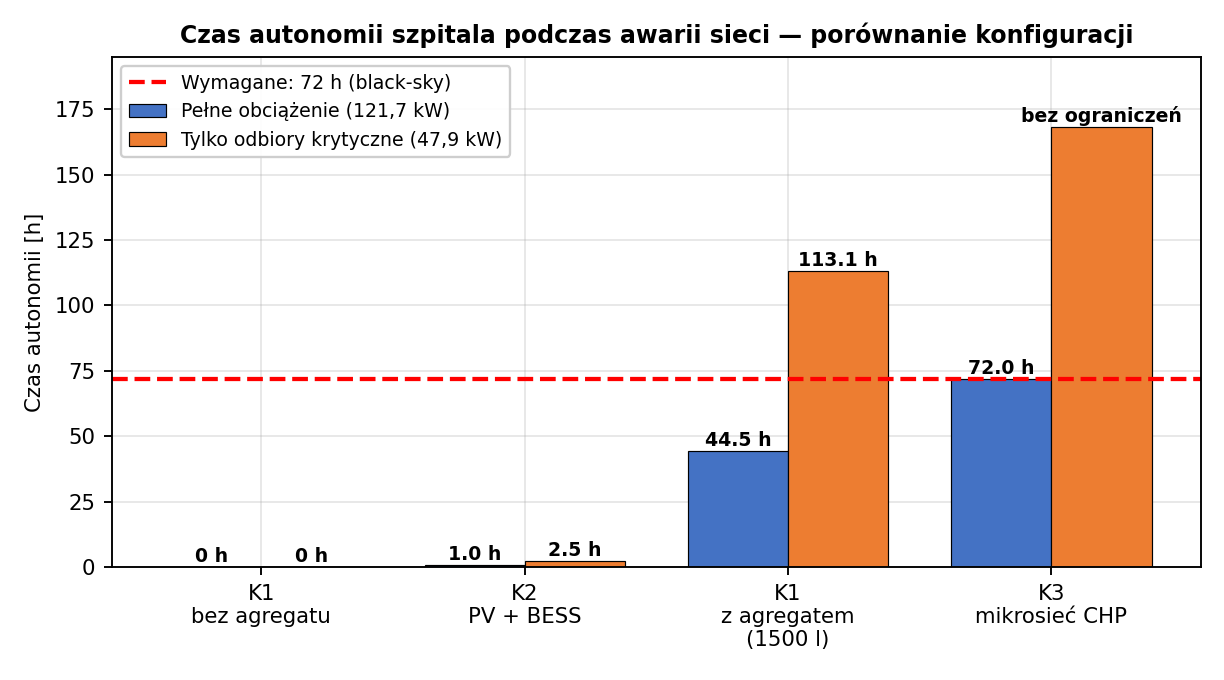 Czas autonomii szpitala podczas awarii sieci — porównanie konfiguracji
Wymagane: 72 h (black-sky)
Pełne obciążenie (121,7 kW)
Tylko odbiory krytyczne (47,9 kW)
Czas autonomii [h]
175
150
125
100
75
50
25
0
0 h
0 h
1.0 h
2.5 h
44.5 h
113.1 h
72.0 h
bez ograniczeń
K1
bez agregatu
K2
PV + BESS
K1
z agregatem
(1500 l)
K3
mikrosieć CHP